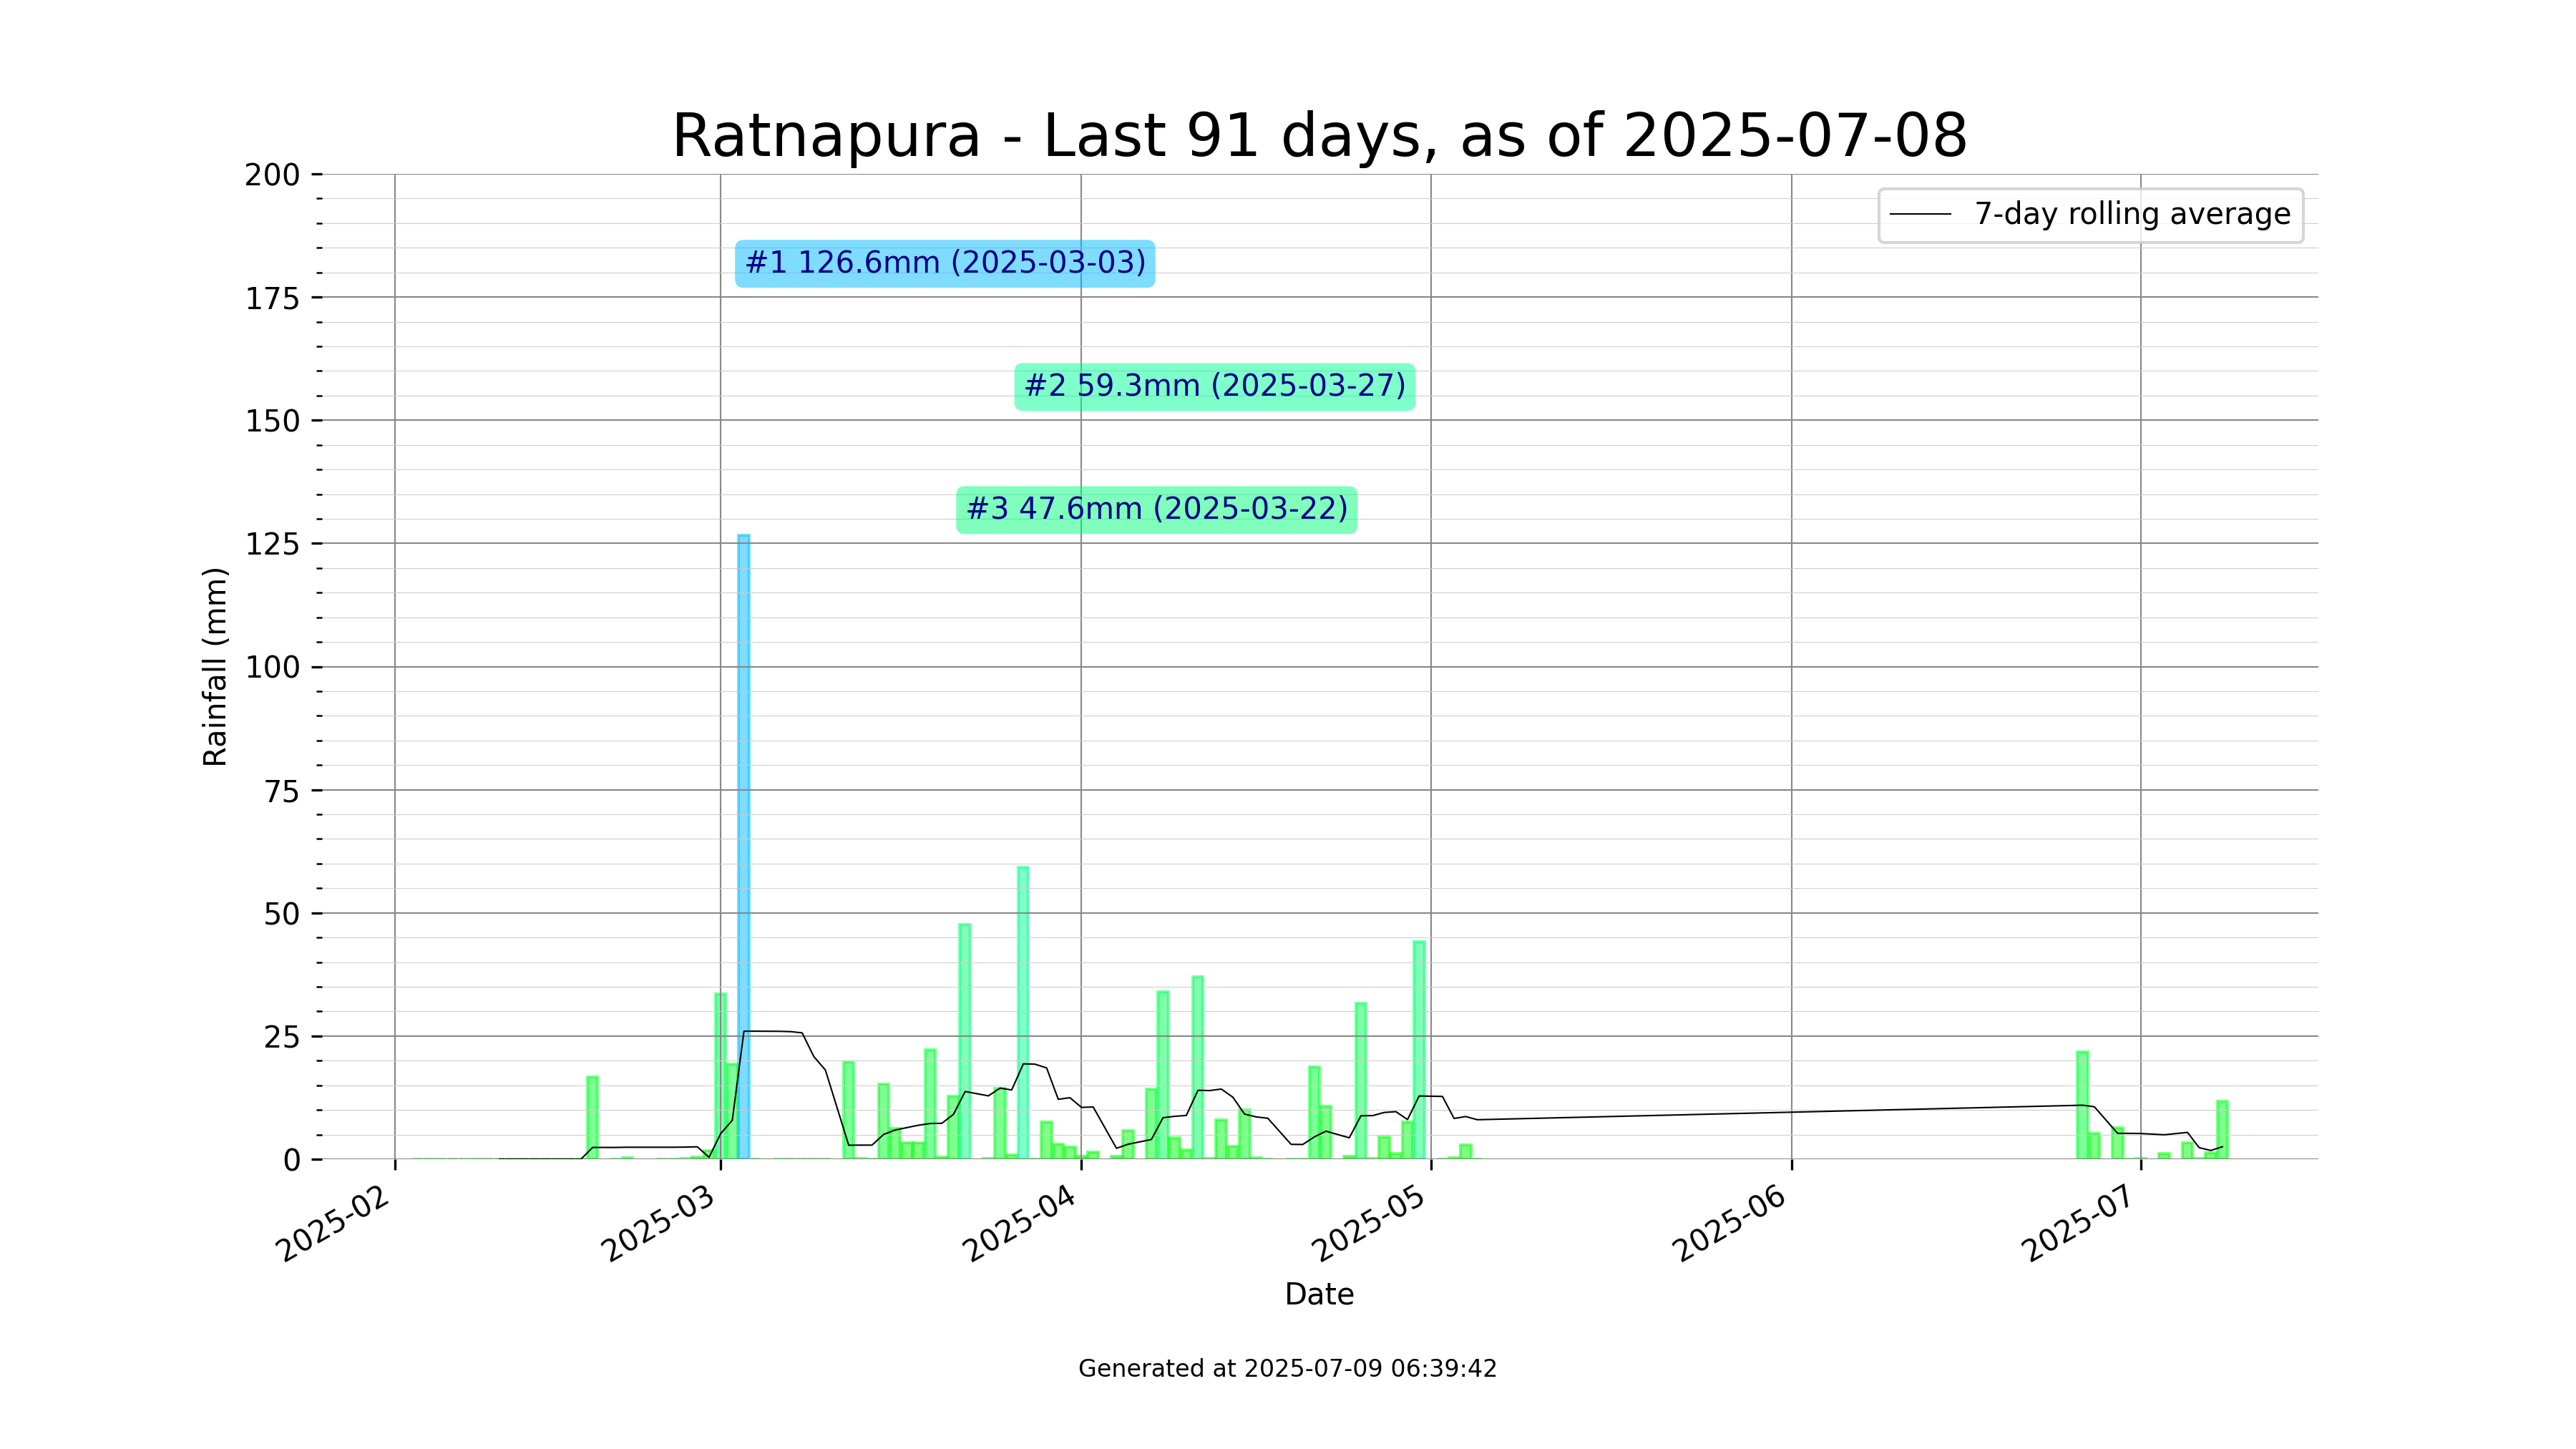 Ratnapura - Last 91 days, as of 2025-07-08
7-day rolling average
#1 126.6mm (2025-03-03)
#2 59.3mm (2025-03-27)
#3 47.6mm (2025-03-22)
Rainfall (mm)
200
175
150
125
100
75
50
25
0
2025-02
2025-03
2025-04
2025-05
2025-06
2025-07
Date
Generated at 2025-07-09 06:39:42